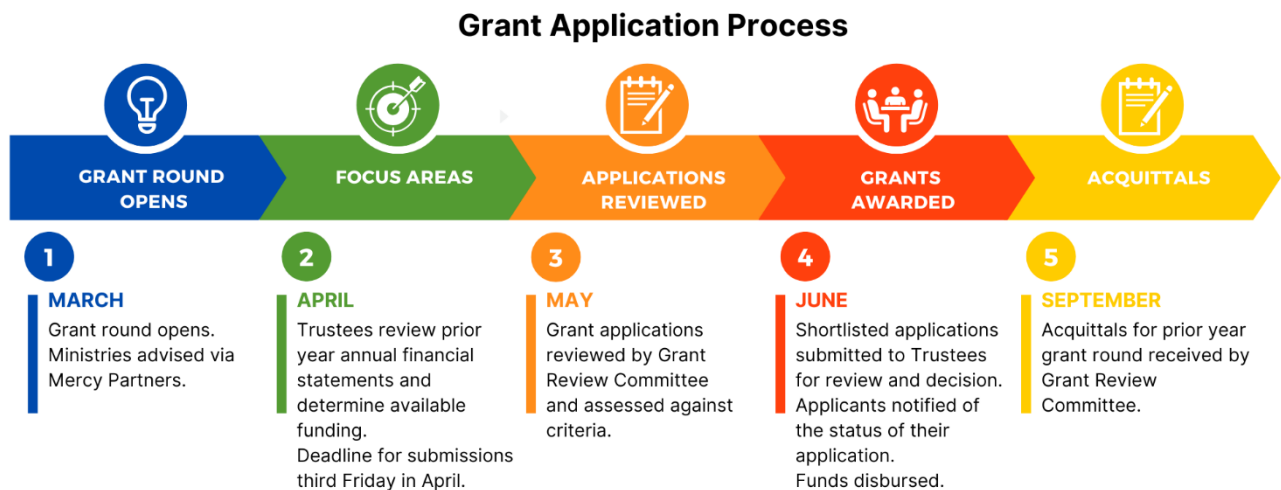 Grant Application Process
GRANT ROUND
OPENS
FOCUS AREAS
APPLICATIONS
REVIEWED
GRANTS
AWARDED
ACQUITTALS
1
MARCH
Grant round opens.
Ministries advised via
Mercy Partners.
2
APRIL
Trustees review prior
year annual financial
statements and
determine available
funding.
Deadline for submissions
third Friday in April.
3
MAY
Grant applications
reviewed by Grant
Review Committee
and assessed against
criteria.
4
JUNE
Shortlisted applications
submitted to Trustees
for review and decision.
Applicants notified of
the status of their
application.
Funds disbursed.
5
SEPTEMBER
Acquittals for prior year
grant round received by
Grant Review
Committee.